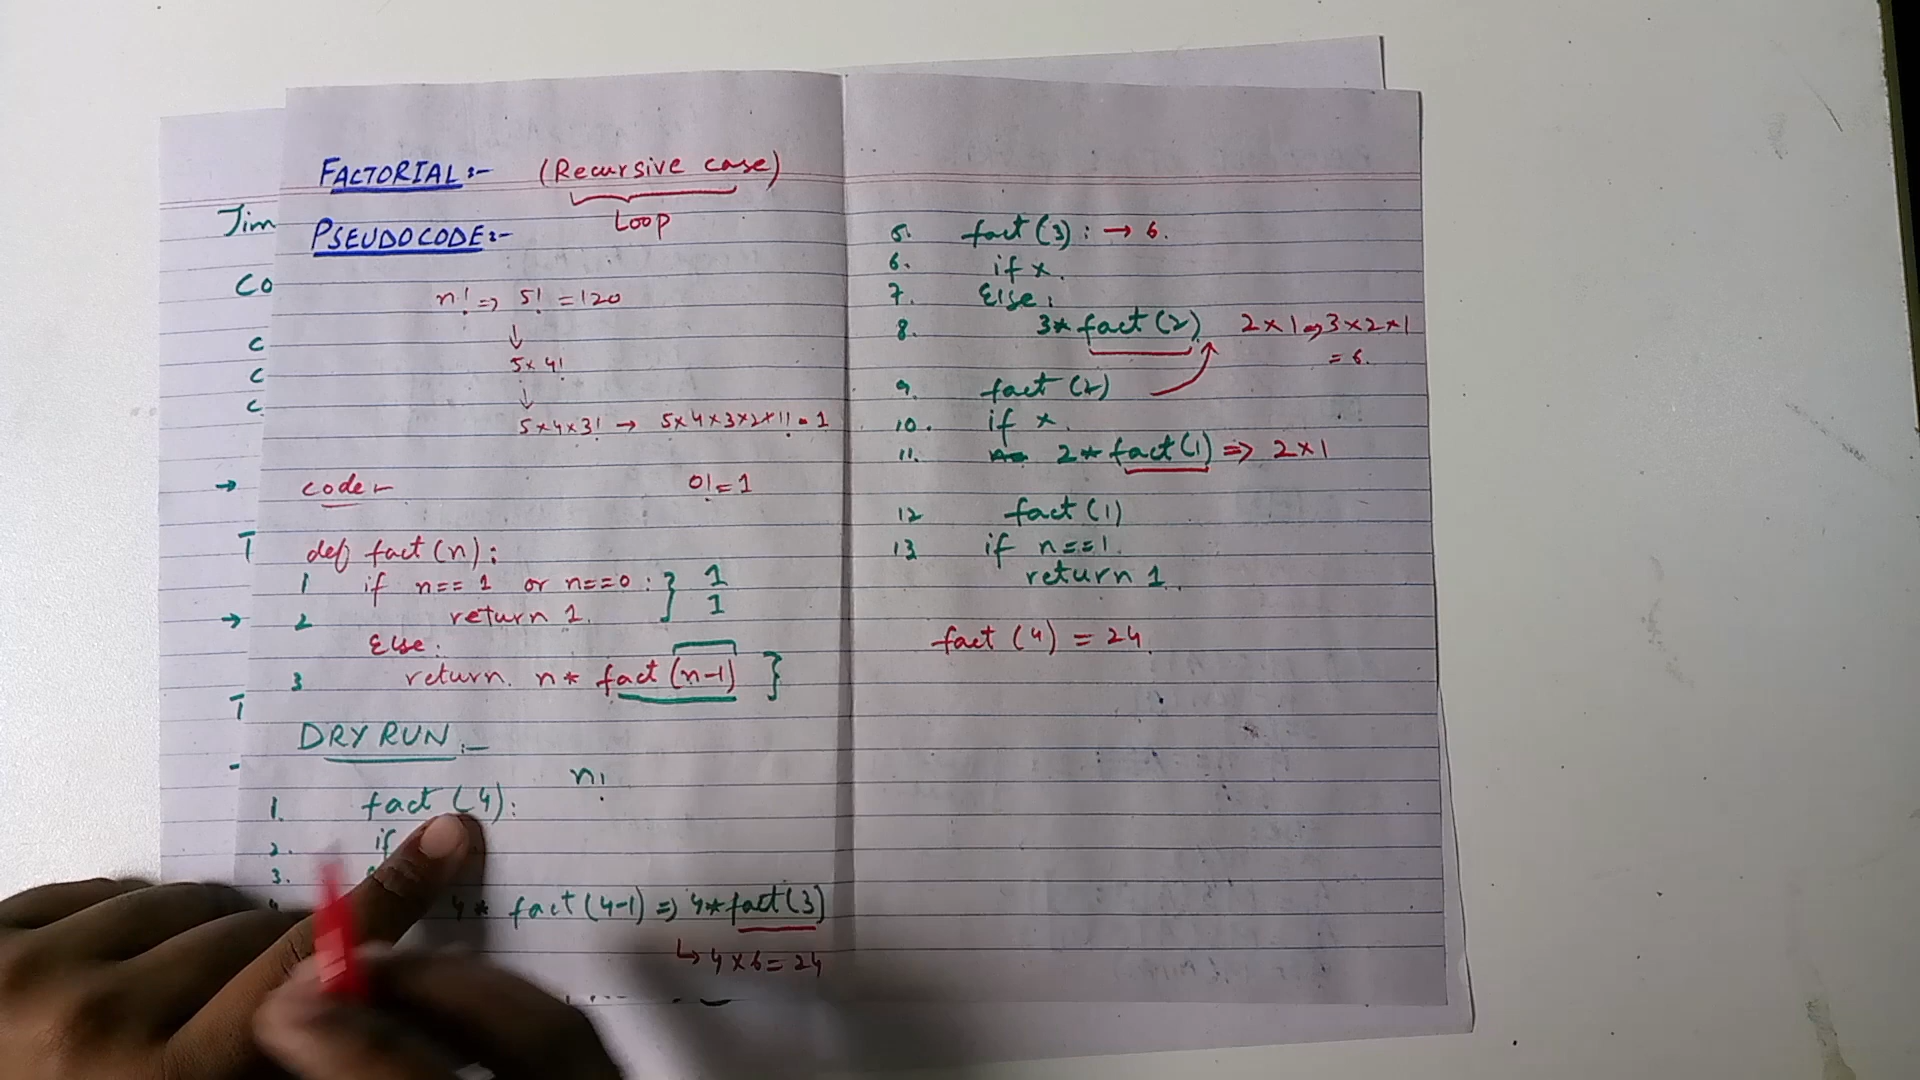 FACTORIAL:- (Recursive case)
Loop
PSEUDOCODE:-
n! => 5! = 120
↓
5x 4!
↓
5x4x3! → 5x4x3x2x1! = 1
code:- 0! = 1
def fact(n):
1 if n==1 or n==0 : } 1
2 return 1. } 1
Else:
3 return. n* fact(n-1) }
DRY RUN:-
n!
1. fact (4):
2. if
3.
4* fact(4-1) => 4*fact(3)
↳ 4x6=24
5. fact(3): → 6.
6. if x.
7. Else:
8. 3* fact(2) 2x1 => 3x2x1
= 6.
9. fact (2)
10. if x.
11. 2* fact(1) => 2x1
12 fact(1)
13 if n==1.
return 1.
fact (4) = 24.
Tim
Co
C
C
C
→
T
→
T
-